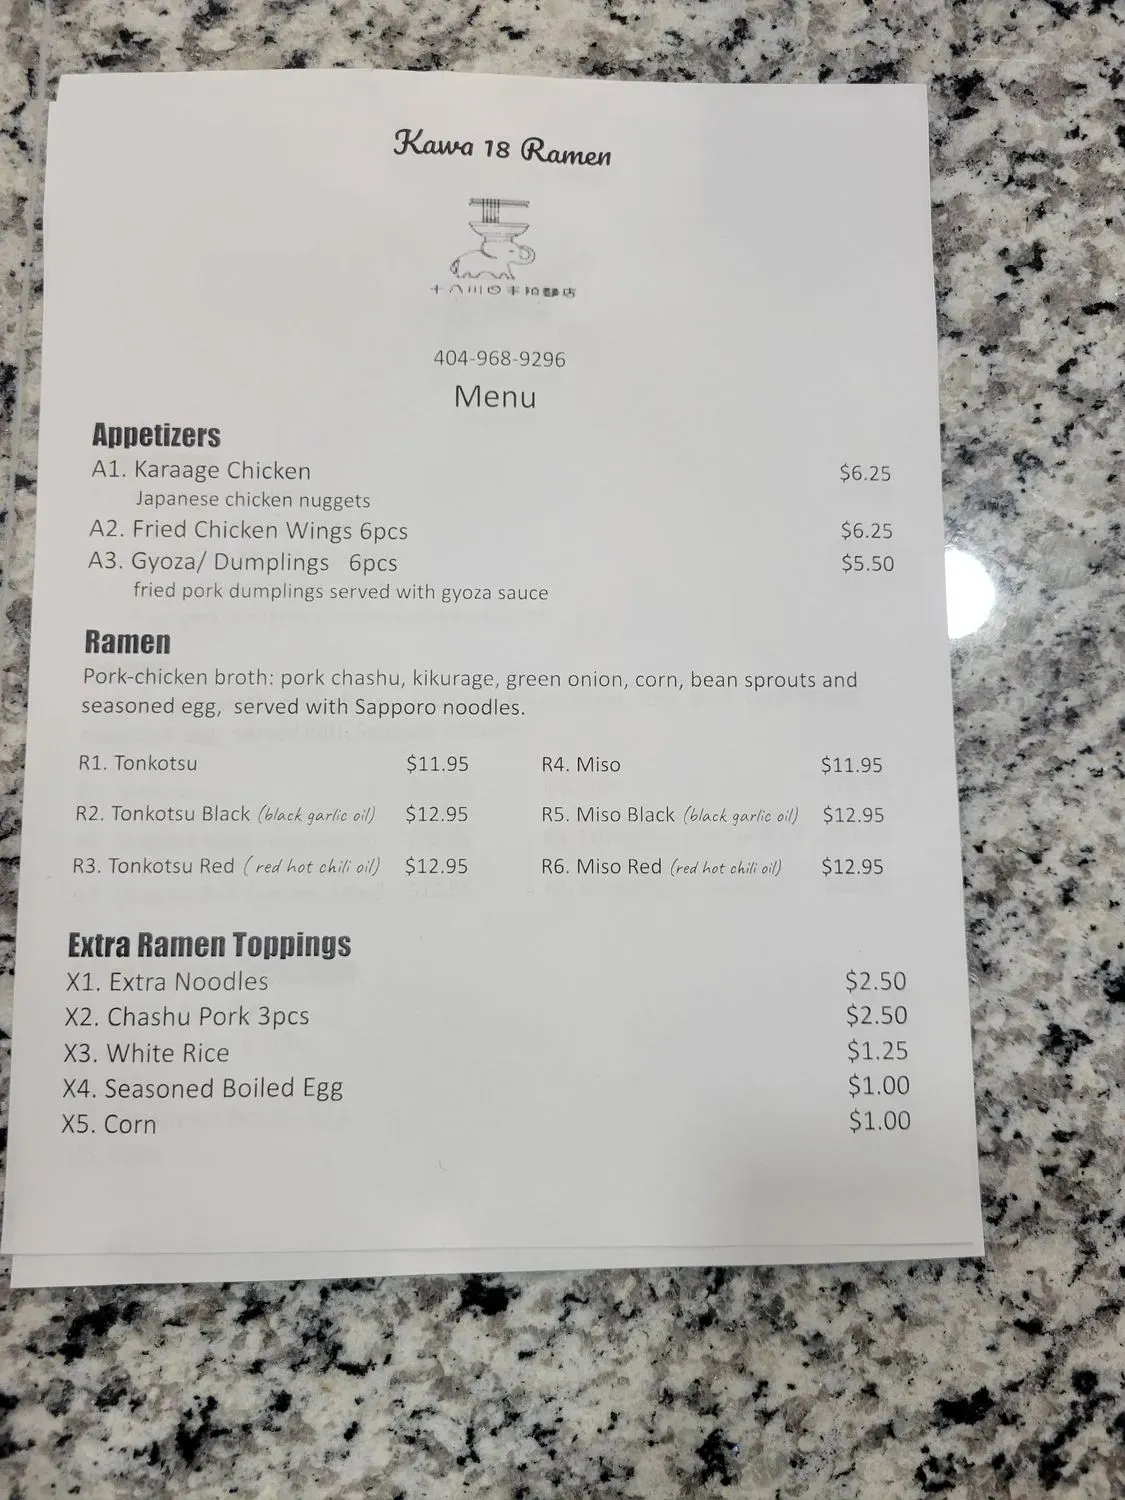 Kawa 18 Ramen
404-968-9296
Menu
Appetizers
A1. Karaage Chicken $6.25
Japanese chicken nuggets
A2. Fried Chicken Wings 6pcs $6.25
A3. Gyoza/ Dumplings 6pcs $5.50
fried pork dumplings served with gyoza sauce
Ramen
Pork-chicken broth: pork chashu, kikurage, green onion, corn, bean sprouts and
seasoned egg, served with Sapporo noodles.
R1. Tonkotsu $11.95 R4. Miso $11.95
R2. Tonkotsu Black (black garlic oil) $12.95 R5. Miso Black (black garlic oil) $12.95
R3. Tonkotsu Red ( red hot chili oil) $12.95 R6. Miso Red (red hot chili oil) $12.95
Extra Ramen Toppings
X1. Extra Noodles $2.50
X2. Chashu Pork 3pcs $2.50
X3. White Rice $1.25
X4. Seasoned Boiled Egg $1.00
X5. Corn $1.00